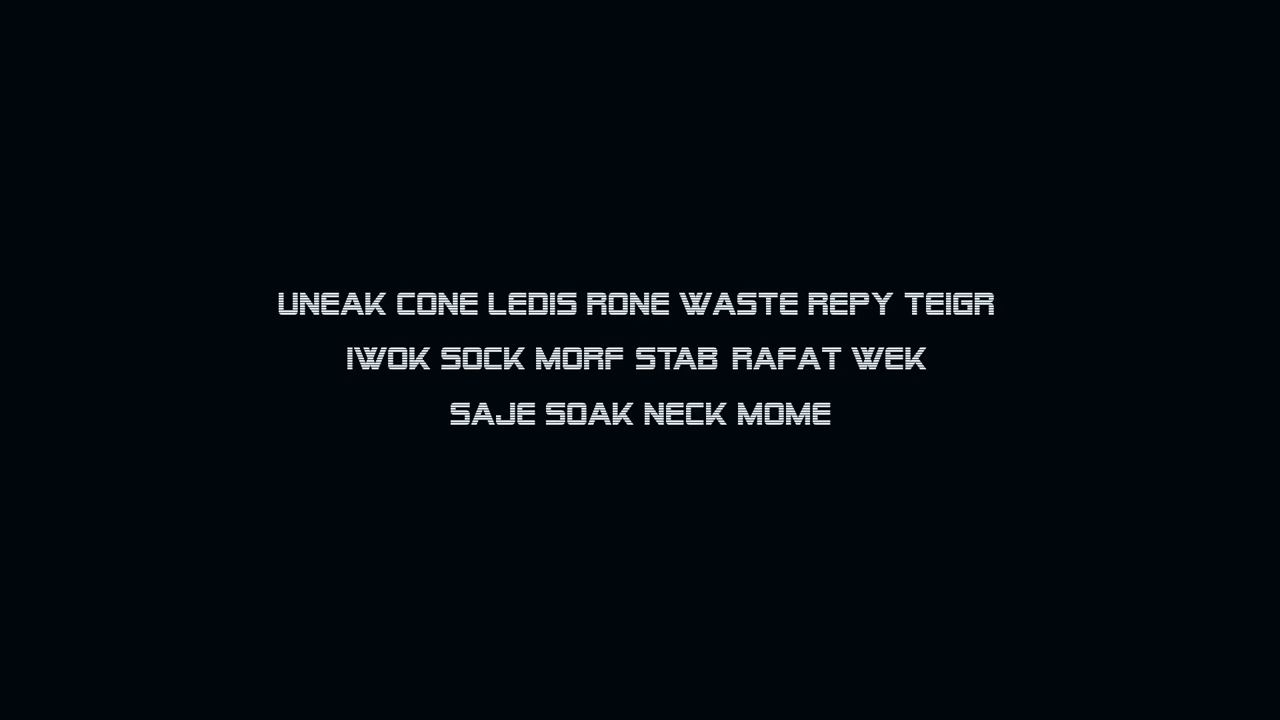 UNEAK CONE LEDIS RONE WASTE REPY TEIGR
IWOK SOCK MORF STAB RAFAT WEK
SAJE SOAK NECK MOME